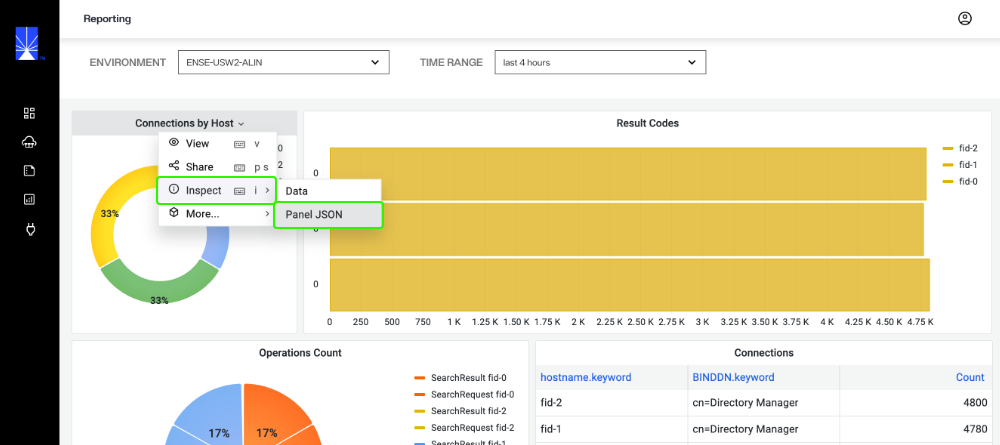 Reporting
ENVIRONMENT ENSE-USW2-ALIN TIME RANGE last 4 hours
Connections by Host
View v
Share p s
Inspect i
More...
Data
Panel JSON
0
2
33%
33%
Result Codes
0
0
0
0 250 500 750 1 K 1.25 K 1.50 K 1.75 K 2 K 2.25 K 2.50 K 2.75 K 3 K 3.25 K 3.50 K 3.75 K 4 K 4.25 K 4.50 K 4.75 K
fid-2
fid-1
fid-0
Operations Count
17% 17%
SearchResult fid-0
SearchRequest fid-0
SearchResult fid-2
SearchRequest fid-2
SearchResult fid-1
Connections
hostname.keyword BINDDN.keyword Count
fid-2 cn=Directory Manager 4800
fid-1 cn=Directory Manager 4780